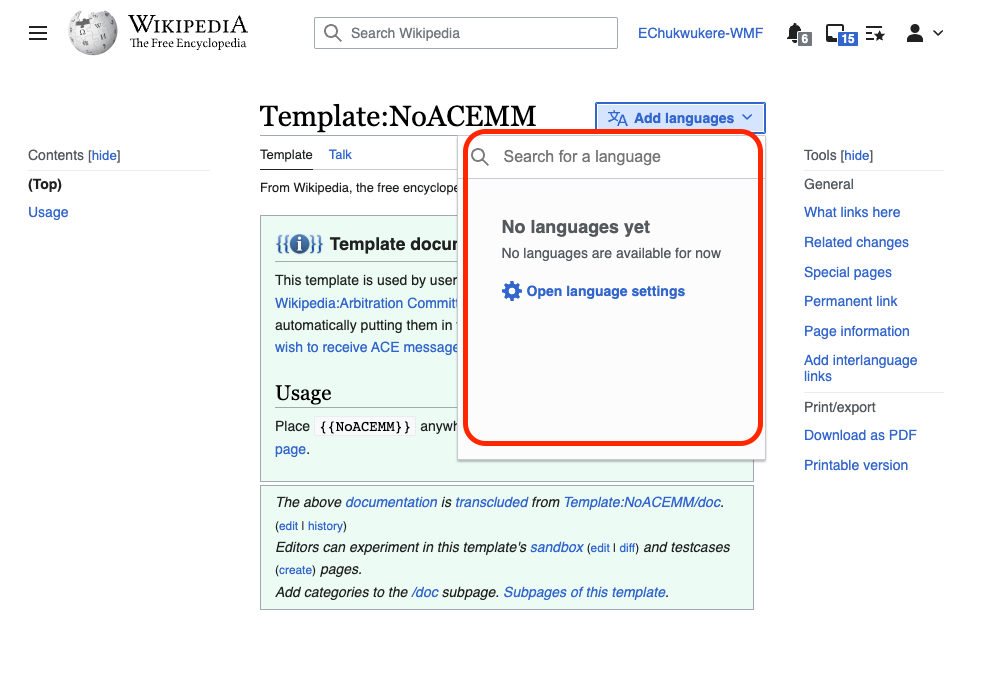 WIKIPEDIA
The Free Encyclopedia
Search Wikipedia
EChukwukere-WMF
6
15
Template:NoACEMM
Add languages
Contents [hide]
(Top)
Usage
Template Talk
From Wikipedia, the free encyclope
Search for a language
No languages yet
No languages are available for now
Open language settings
{{i}} Template docu
This template is used by user
Wikipedia:Arbitration Committ
automatically putting them in
wish to receive ACE message
Usage
Place {{NoACEMM}} anywh
page.
The above documentation is transcluded from Template:NoACEMM/doc.
(edit | history)
Editors can experiment in this template's sandbox (edit | diff) and testcases
(create) pages.
Add categories to the /doc subpage. Subpages of this template.
Tools [hide]
General
What links here
Related changes
Special pages
Permanent link
Page information
Add interlanguage
links
Print/export
Download as PDF
Printable version